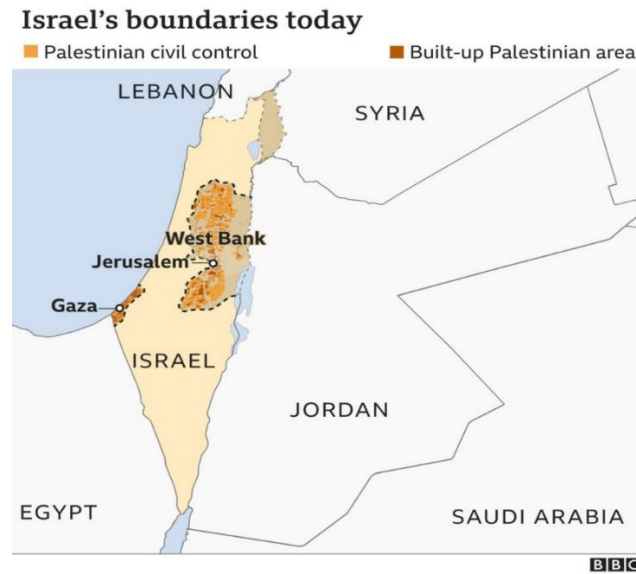 Israel's boundaries today
Palestinian civil control
Built-up Palestinian area
LEBANON
SYRIA
West Bank
Jerusalem
Gaza
ISRAEL
JORDAN
EGYPT
SAUDI ARABIA
BBC